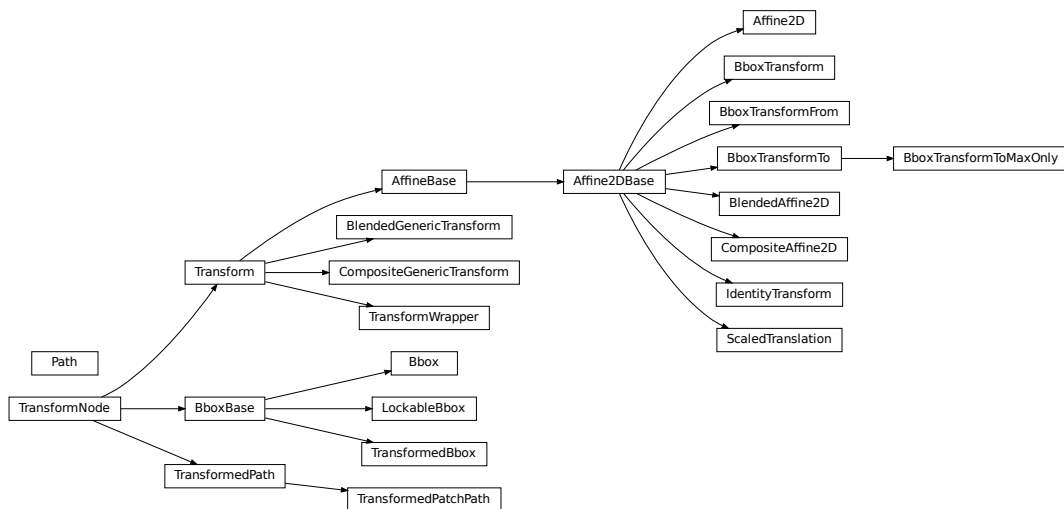 Affine2D
BboxTransform
BboxTransformFrom
BboxTransformTo
BboxTransformToMaxOnly
AffineBase
Affine2DBase
BlendedAffine2D
BlendedGenericTransform
CompositeAffine2D
Transform
CompositeGenericTransform
IdentityTransform
TransformWrapper
ScaledTranslation
Path
Bbox
TransformNode
BboxBase
LockableBbox
TransformedBbox
TransformedPath
TransformedPatchPath